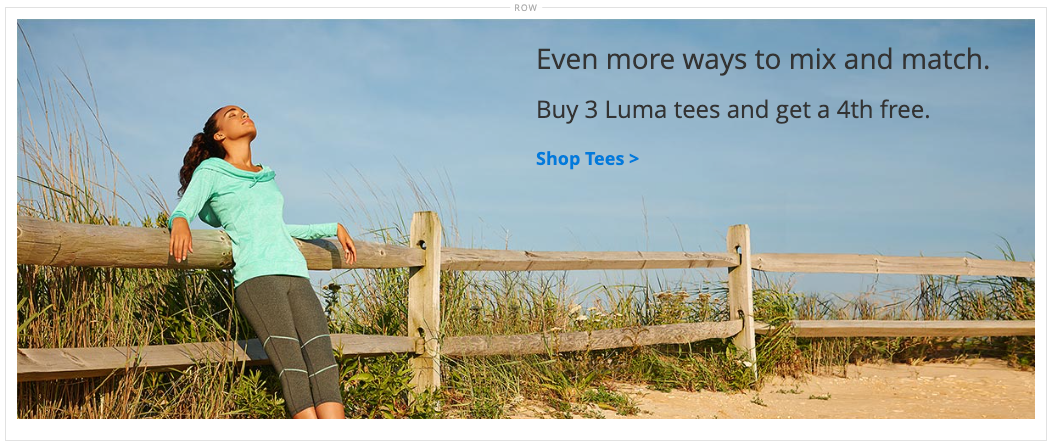 ROW
Even more ways to mix and match.
Buy 3 Luma tees and get a 4th free.
Shop Tees >